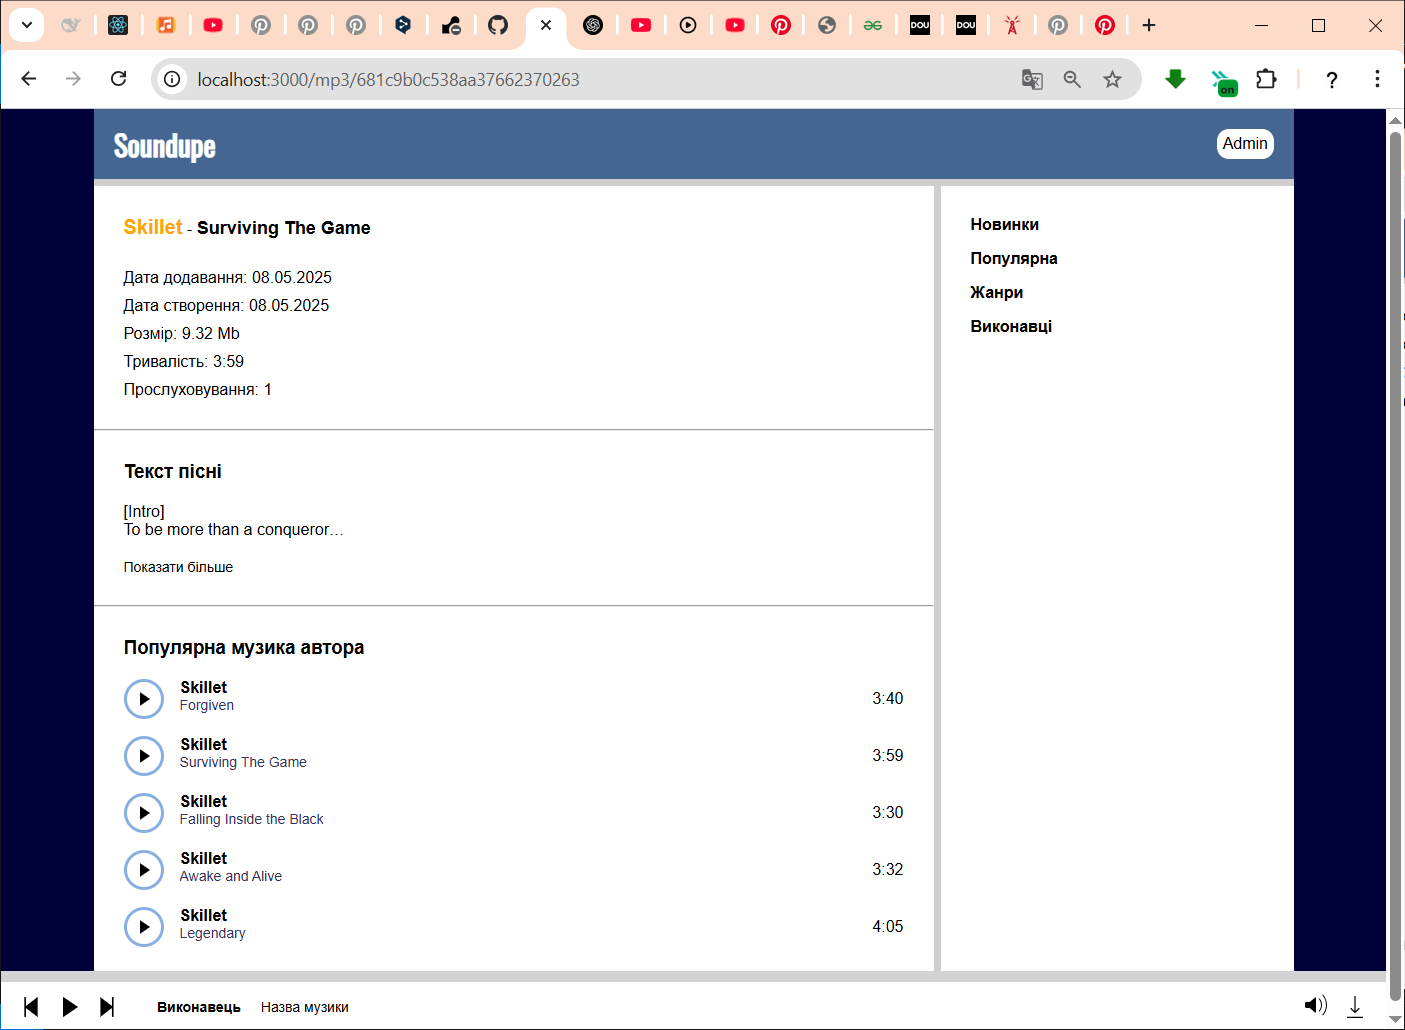 DOU
DOU
localhost:3000/mp3/681c9b0c538aa37662370263
on
Soundupe
Admin
Skillet - Surviving The Game
Дата додавання: 08.05.2025
Дата створення: 08.05.2025
Розмір: 9.32 Mb
Тривалість: 3:59
Прослуховування: 1
Текст пісні
[Intro]
To be more than a conqueror…
Показати більше
Популярна музика автора
Skillet
Forgiven
3:40
Skillet
Surviving The Game
3:59
Skillet
Falling Inside the Black
3:30
Skillet
Awake and Alive
3:32
Skillet
Legendary
4:05
Новинки
Популярна
Жанри
Виконавці
Виконавець Назва музики